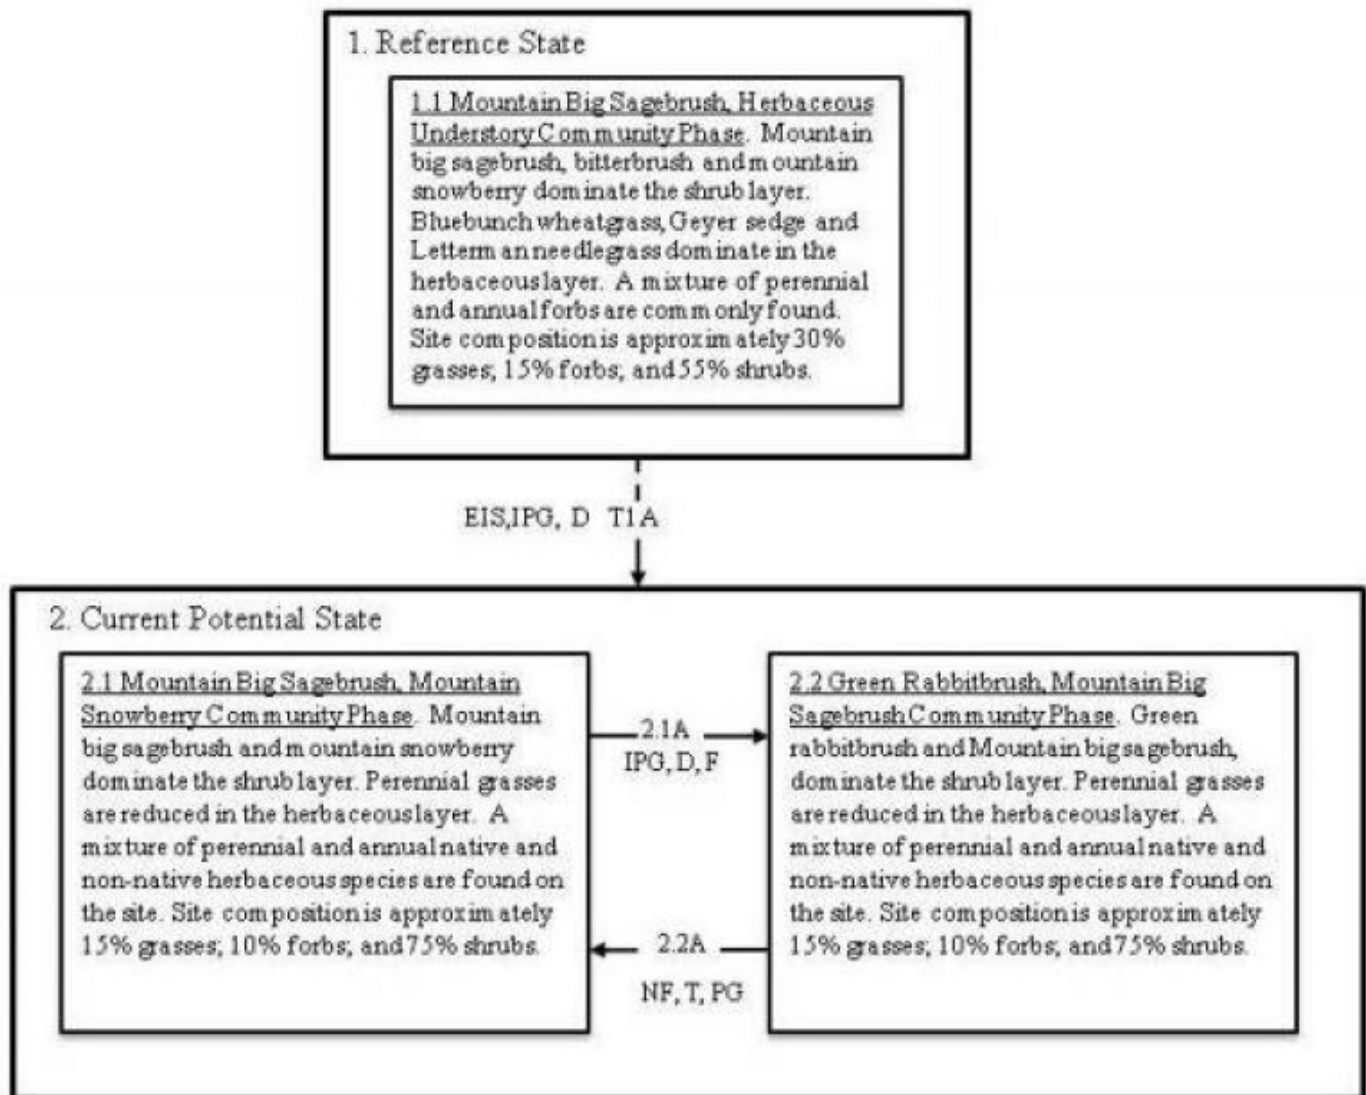 1. Reference State
1.1 Mountain Big Sagebrush, Herbaceous
Understory Community Phase. Mountain
big sagebrush, bitterbrush and mountain
snowberry dominate the shrub layer.
Bluebunch wheatgrass, Geyer sedge and
Letterman needlegrass dominate in the
herbaceous layer. A mixture of perennial
and annual forbs are commonly found.
Site composition is approximately 30%
grasses; 15% forbs; and 55% shrubs.
EIS,IPG, D T1A
2. Current Potential State
2.1 Mountain Big Sagebrush, Mountain
Snowberry Community Phase. Mountain
big sagebrush and mountain snowberry
dominate the shrub layer. Perennial grasses
are reduced in the herbaceous layer. A
mixture of perennial and annual native and
non-native herbaceous species are found on
the site. Site composition is approximately
15% grasses; 10% forbs; and 75% shrubs.
2.1A
IPG, D, F
2.2A
NF, T, PG
2.2 Green Rabbitbrush, Mountain Big
Sagebrush Community Phase. Green
rabbitbrush and Mountain big sagebrush,
dominate the shrub layer. Perennial grasses
are reduced in the herbaceous layer. A
mixture of perennial and annual native and
non-native herbaceous species are found on
the site. Site composition is approximately
15% grasses; 10% forbs; and 75% shrubs.